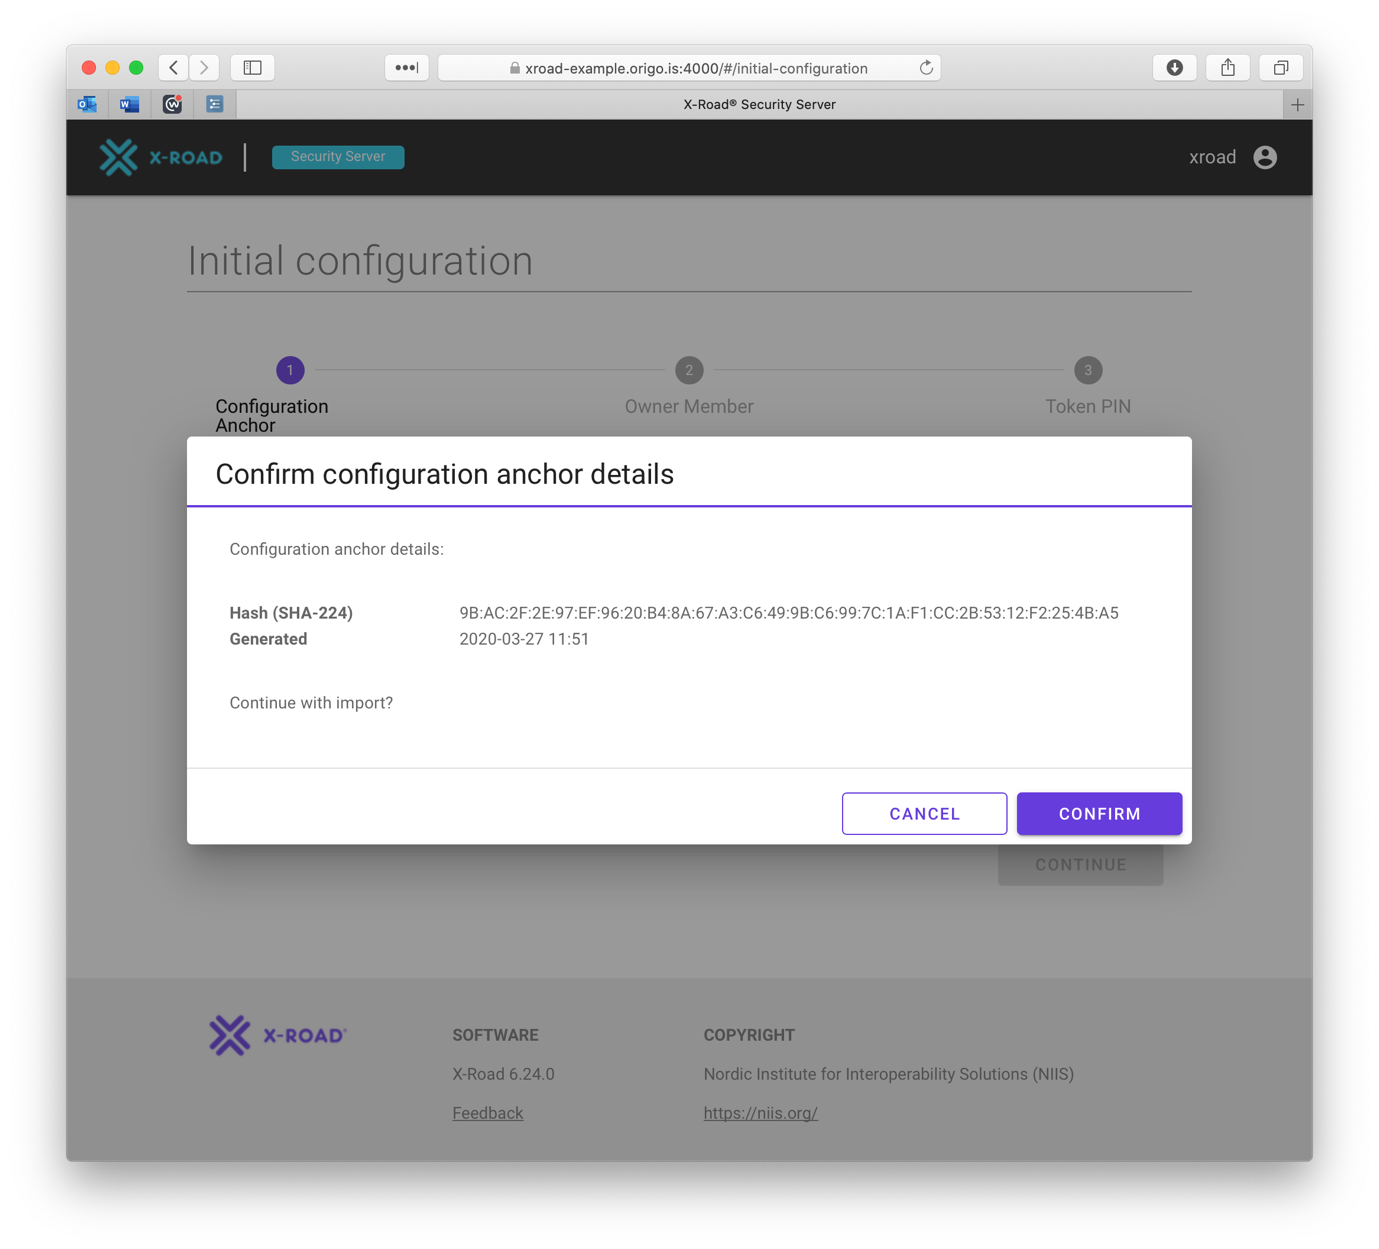 xroad-example.origo.is:4000/#/initial-configuration
X-Road® Security Server
X-ROAD
Security Server
xroad
Initial configuration
1
2
3
Configuration
Anchor
Owner Member
Token PIN
Confirm configuration anchor details
Configuration anchor details:
Hash (SHA-224) 9B:AC:2F:2E:97:EF:96:20:B4:8A:67:A3:C6:49:9B:C6:99:7C:1A:F1:CC:2B:53:12:F2:25:4B:A5
Generated 2020-03-27 11:51
Continue with import?
CANCEL
CONFIRM
CONTINUE
X-ROAD®
SOFTWARE
X-Road 6.24.0
Feedback
COPYRIGHT
Nordic Institute for Interoperability Solutions (NIIS)
https://niis.org/